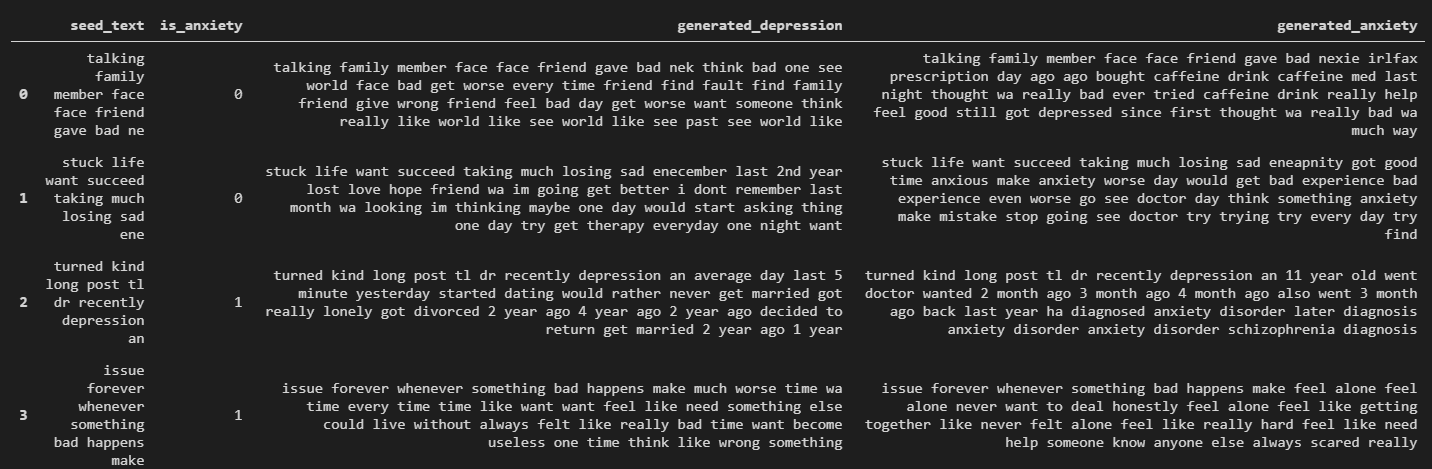 seed_text is_anxiety generated_depression generated_anxiety
0
talking
family
member face
face friend
gave bad ne
0
talking family member face face friend gave bad nek think bad one see
world face bad get worse every time friend find fault find family
friend give wrong friend feel bad day get worse want someone think
really like world like see world like see past see world like
talking family member face face friend gave bad nexie irlfax
prescription day ago ago bought caffeine drink caffeine med last
night thought wa really bad ever tried caffeine drink really help
feel good still got depressed since first thought wa really bad wa
much way
1
stuck life
want succeed
taking much
losing sad
ene
0
stuck life want succeed taking much losing sad enecember last 2nd year
lost love hope friend wa im going get better i dont remember last
month wa looking im thinking maybe one day would start asking thing
one day try get therapy everyday one night want
stuck life want succeed taking much losing sad eneapnity got good
time anxious make anxiety worse day would get bad experience bad
experience even worse go see doctor day think something anxiety
make mistake stop going see doctor try trying try every day try
find
2
turned kind
long post tl
dr recently
depression
an
1
turned kind long post tl dr recently depression an average day last 5
minute yesterday started dating would rather never get married got
really lonely got divorced 2 year ago 4 year ago 2 year ago decided to
return get married 2 year ago 1 year
turned kind long post tl dr recently depression an 11 year old went
doctor wanted 2 month ago 3 month ago 4 month ago also went 3 month
ago back last year ha diagnosed anxiety disorder later diagnosis
anxiety disorder anxiety disorder schizophrenia diagnosis
3
issue
forever
whenever
something
bad happens
make
1
issue forever whenever something bad happens make much worse time wa
time every time time like want want feel like need something else
could live without always felt like really bad time want become
useless one time think like wrong something
issue forever whenever something bad happens make feel alone feel
alone never want to deal honestly feel alone feel like getting
together like never felt alone feel like really hard feel like need
help someone know anyone else always scared really